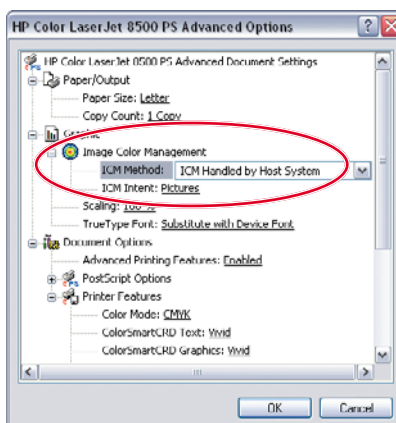 HP Color LaserJet 8500 PS Advanced Options
HP Color LaserJet 8500 PS Advanced Document Settings
Paper/Output
Paper Size: Letter
Copy Count: 1 Copy
Graphic
Image Color Management
ICM Method: ICM Handled by Host System
ICM Intent: Pictures
Scaling: 100 %
TrueType Font: Substitute with Device Font
Document Options
Advanced Printing Features: Enabled
PostScript Options
Printer Features
Color Mode: CMYK
ColorSmartCRD Text: Vivid
ColorSmartCRD Graphics: Vivid
OK
Cancel